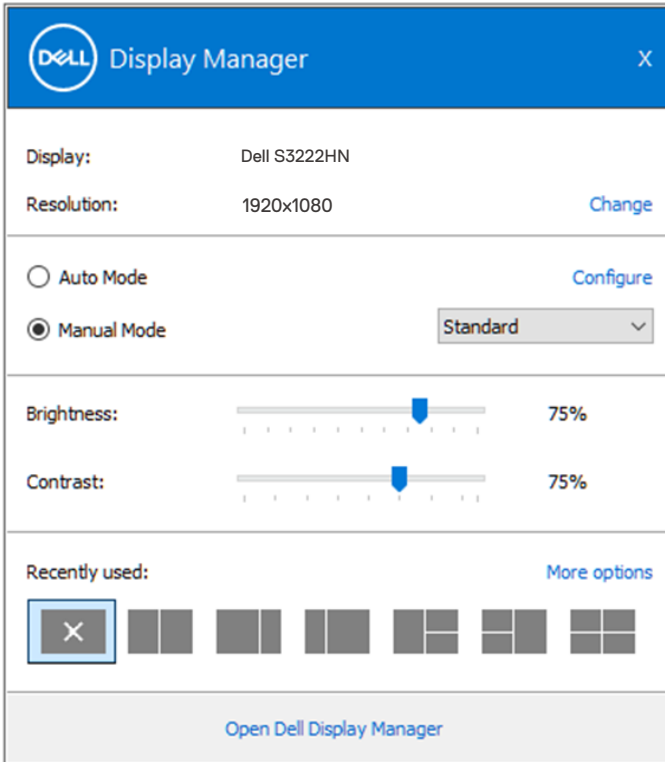 DELL Display Manager X
Display: Dell S3222HN
Resolution: 1920x1080 Change
Auto Mode Configure
Manual Mode Standard
Brightness: 75%
Contrast: 75%
Recently used: More options
Open Dell Display Manager